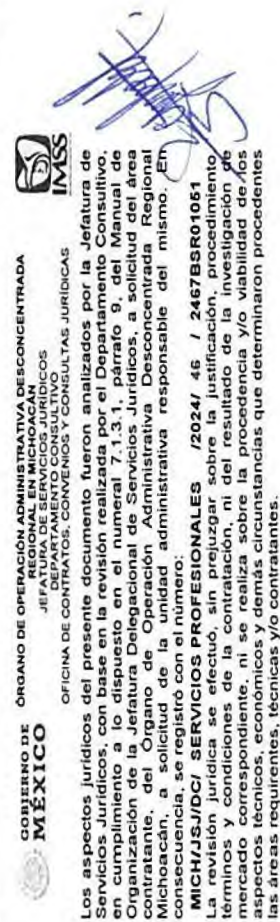 GOBIERNO DE
MÉXICO
ÓRGANO DE OPERACIÓN ADMINISTRATIVA DESCONCENTRADA
REGIONAL EN MICHOACÁN
JEFATURA DE SERVICIOS JURÍDICOS
DEPARTAMENTO CONSULTIVO
OFICINA DE CONTRATOS, CONVENIOS Y CONSULTAS JURÍDICAS
IMSS
Los aspectos jurídicos del presente documento fueron analizados por la Jefatura de
Servicios Jurídicos, con base en la revisión realizada por el Departamento Consultivo,
en cumplimiento a lo dispuesto en el numeral 7.1.3.1, párrafo 9, del Manual de
Organización de la Jefatura Delegacional de Servicios Jurídicos, a solicitud del área
contratante, del Órgano de Operación Administrativa Desconcentrada Regional
Michoacán, a solicitud de la unidad administrativa responsable del mismo. En
consecuencia, se registró con el número:
MICH/JSJ/DC/ SERVICIOS PROFESIONALES /2024/ 46 / 2467BSR01051
La revisión jurídica se efectuó, sin prejuzgar sobre la justificación, procedimiento,
términos y condiciones de la contratación, ni del resultado de la investigación de
mercado correspondiente, ni se realiza sobre la procedencia y/o viabilidad de los
aspectos técnicos, económicos y demás circunstancias que determinaron procedentes
las áreas requirentes, técnicas y/o contratantes.